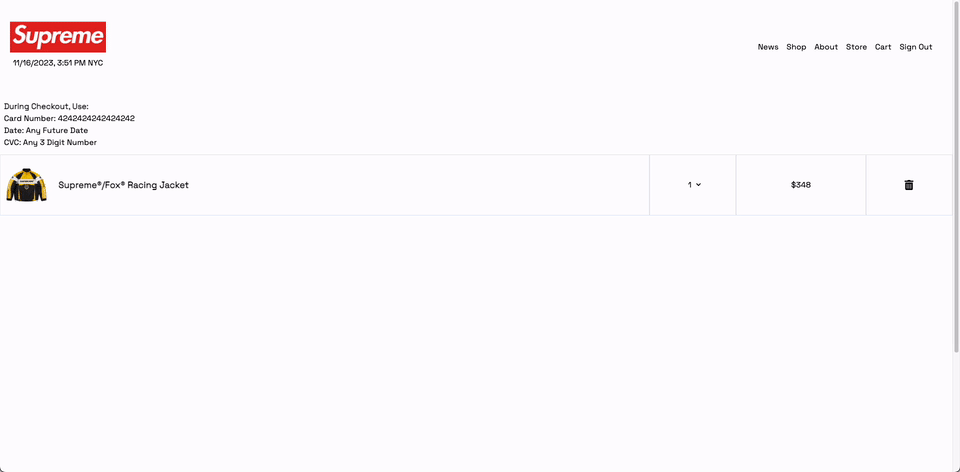 Supreme
11/16/2023, 3:51 PM NYC
News Shop About Store Cart Sign Out
During Checkout, Use:
Card Number: 4242424242424242
Date: Any Future Date
CVC: Any 3 Digit Number
Supreme®/Fox® Racing Jacket 1 $348